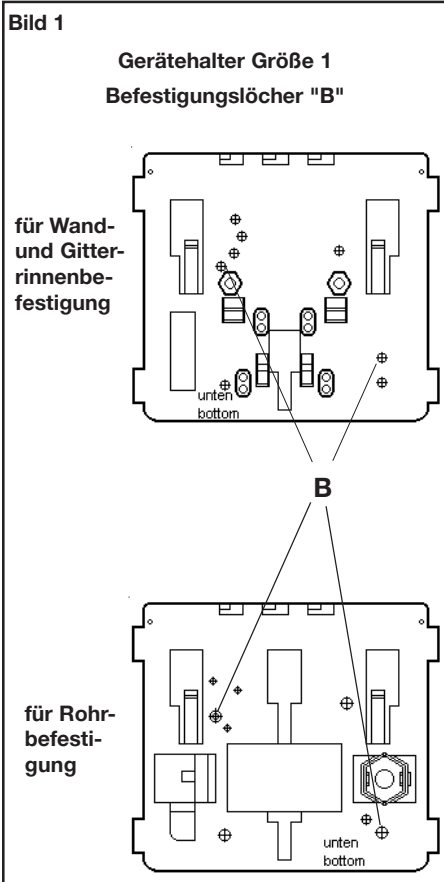 Bild 1
Gerätehalter Größe 1
Befestigungslöcher "B"
für Wand-
und Gitter-
rinnenbe-
festigung
unten
bottom
B
für Rohr-
befesti-
gung
unten
bottom